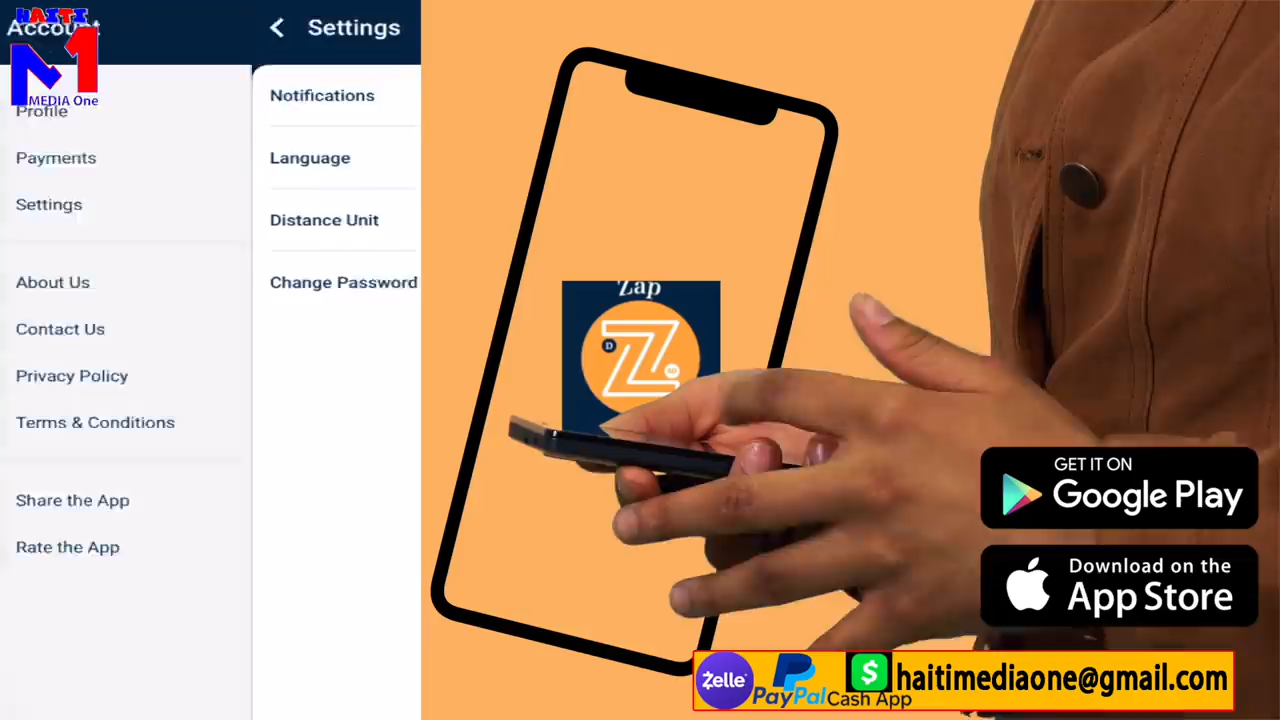 HAITI
M1
MEDIA One
Account
Profile
Payments
Settings
About Us
Contact Us
Privacy Policy
Terms & Conditions
Share the App
Rate the App
Settings
Notifications
Language
Distance Unit
Change Password
Zap
D
Z
GET IT ON
Google Play
Download on the
App Store
Zelle
PayPal
$
Cash App
haitimediaone@gmail.com